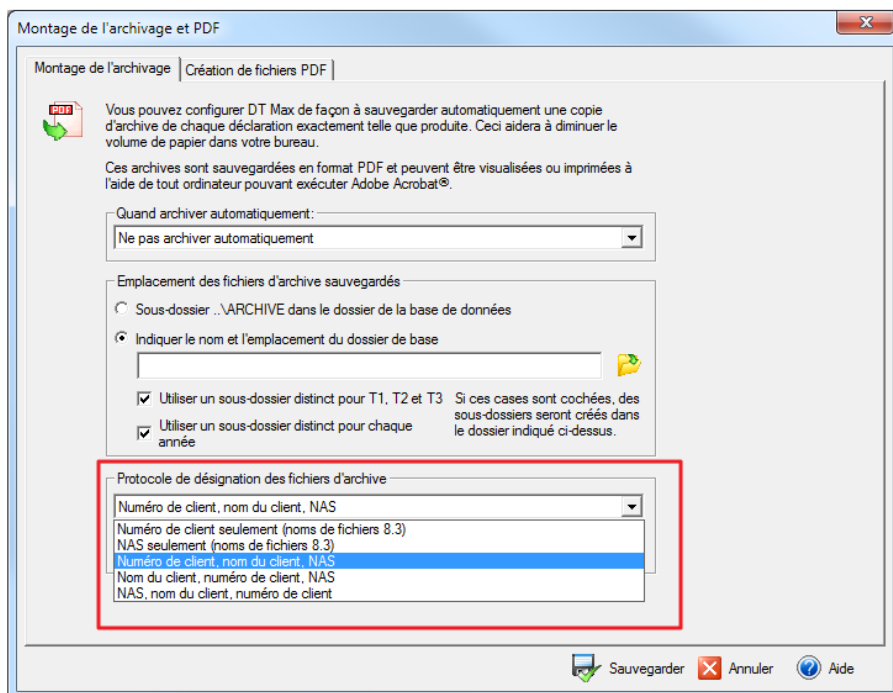 Montage de l'archivage et PDF
Montage de l'archivage
Création de fichiers PDF
PDF
Vous pouvez configurer DT Max de façon à sauvegarder automatiquement une copie
d'archive de chaque déclaration exactement telle que produite. Ceci aidera à diminuer le
volume de papier dans votre bureau.
Ces archives sont sauvegardées en format PDF et peuvent être visualisées ou imprimées à
l'aide de tout ordinateur pouvant exécuter Adobe Acrobat®.
Quand archiver automatiquement:
Ne pas archiver automatiquement
Emplacement des fichiers d'archive sauvegardés
Sous-dossier ..\ARCHIVE dans le dossier de la base de données
Indiquer le nom et l'emplacement du dossier de base
Utiliser un sous-dossier distinct pour T1, T2 et T3
Utiliser un sous-dossier distinct pour chaque
année
Si ces cases sont cochées, des
sous-dossiers seront créés dans
le dossier indiqué ci-dessus.
Protocole de désignation des fichiers d'archive
Numéro de client, nom du client, NAS
Numéro de client seulement (noms de fichiers 8.3)
NAS seulement (noms de fichiers 8.3)
Numéro de client, nom du client, NAS
Nom du client, numéro de client, NAS
NAS, nom du client, numéro de client
Sauvegarder
Annuler
Aide